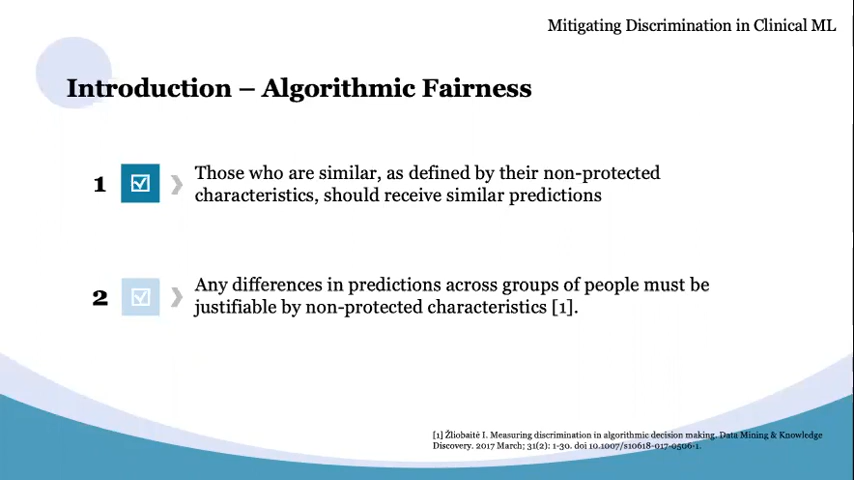 Mitigating Discrimination in Clinical ML
Introduction – Algorithmic Fairness
1
Those who are similar, as defined by their non-protected
characteristics, should receive similar predictions
2
Any differences in predictions across groups of people must be
justifiable by non-protected characteristics [1].
[1] Žliobaitė I. Measuring discrimination in algorithmic decision making. Data Mining & Knowledge
Discovery. 2017 March; 31(2): 1-30. doi 10.1007/s10618-017-0506-1.